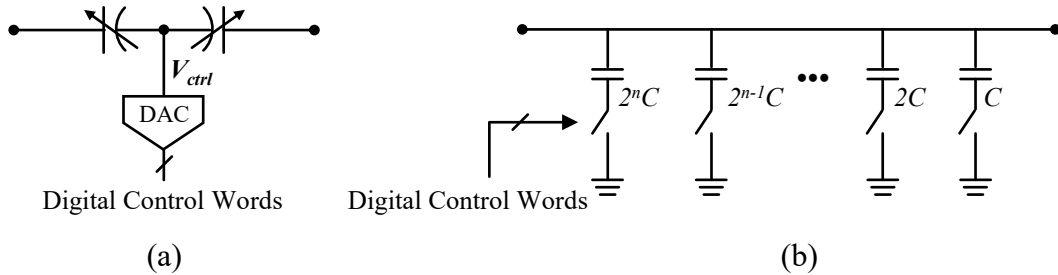 V_ctrl
DAC
Digital Control Words
(a)
2^nC
2^{n-1}C
•••
2C
C
Digital Control Words
(b)